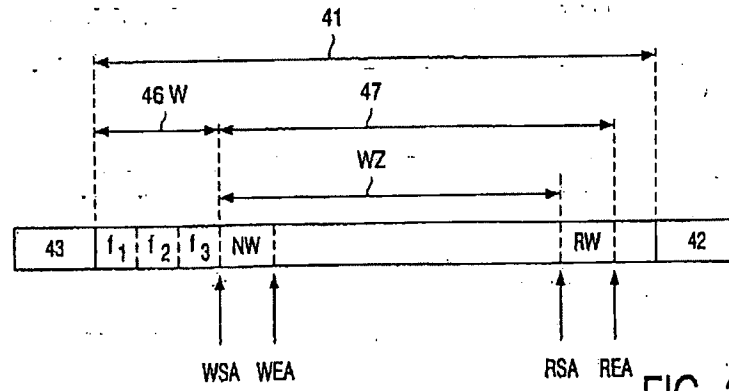 41
46 W 47
WZ
43 f1 f2 f3 NW RW 42
WSA WEA RSA REA
FIG.